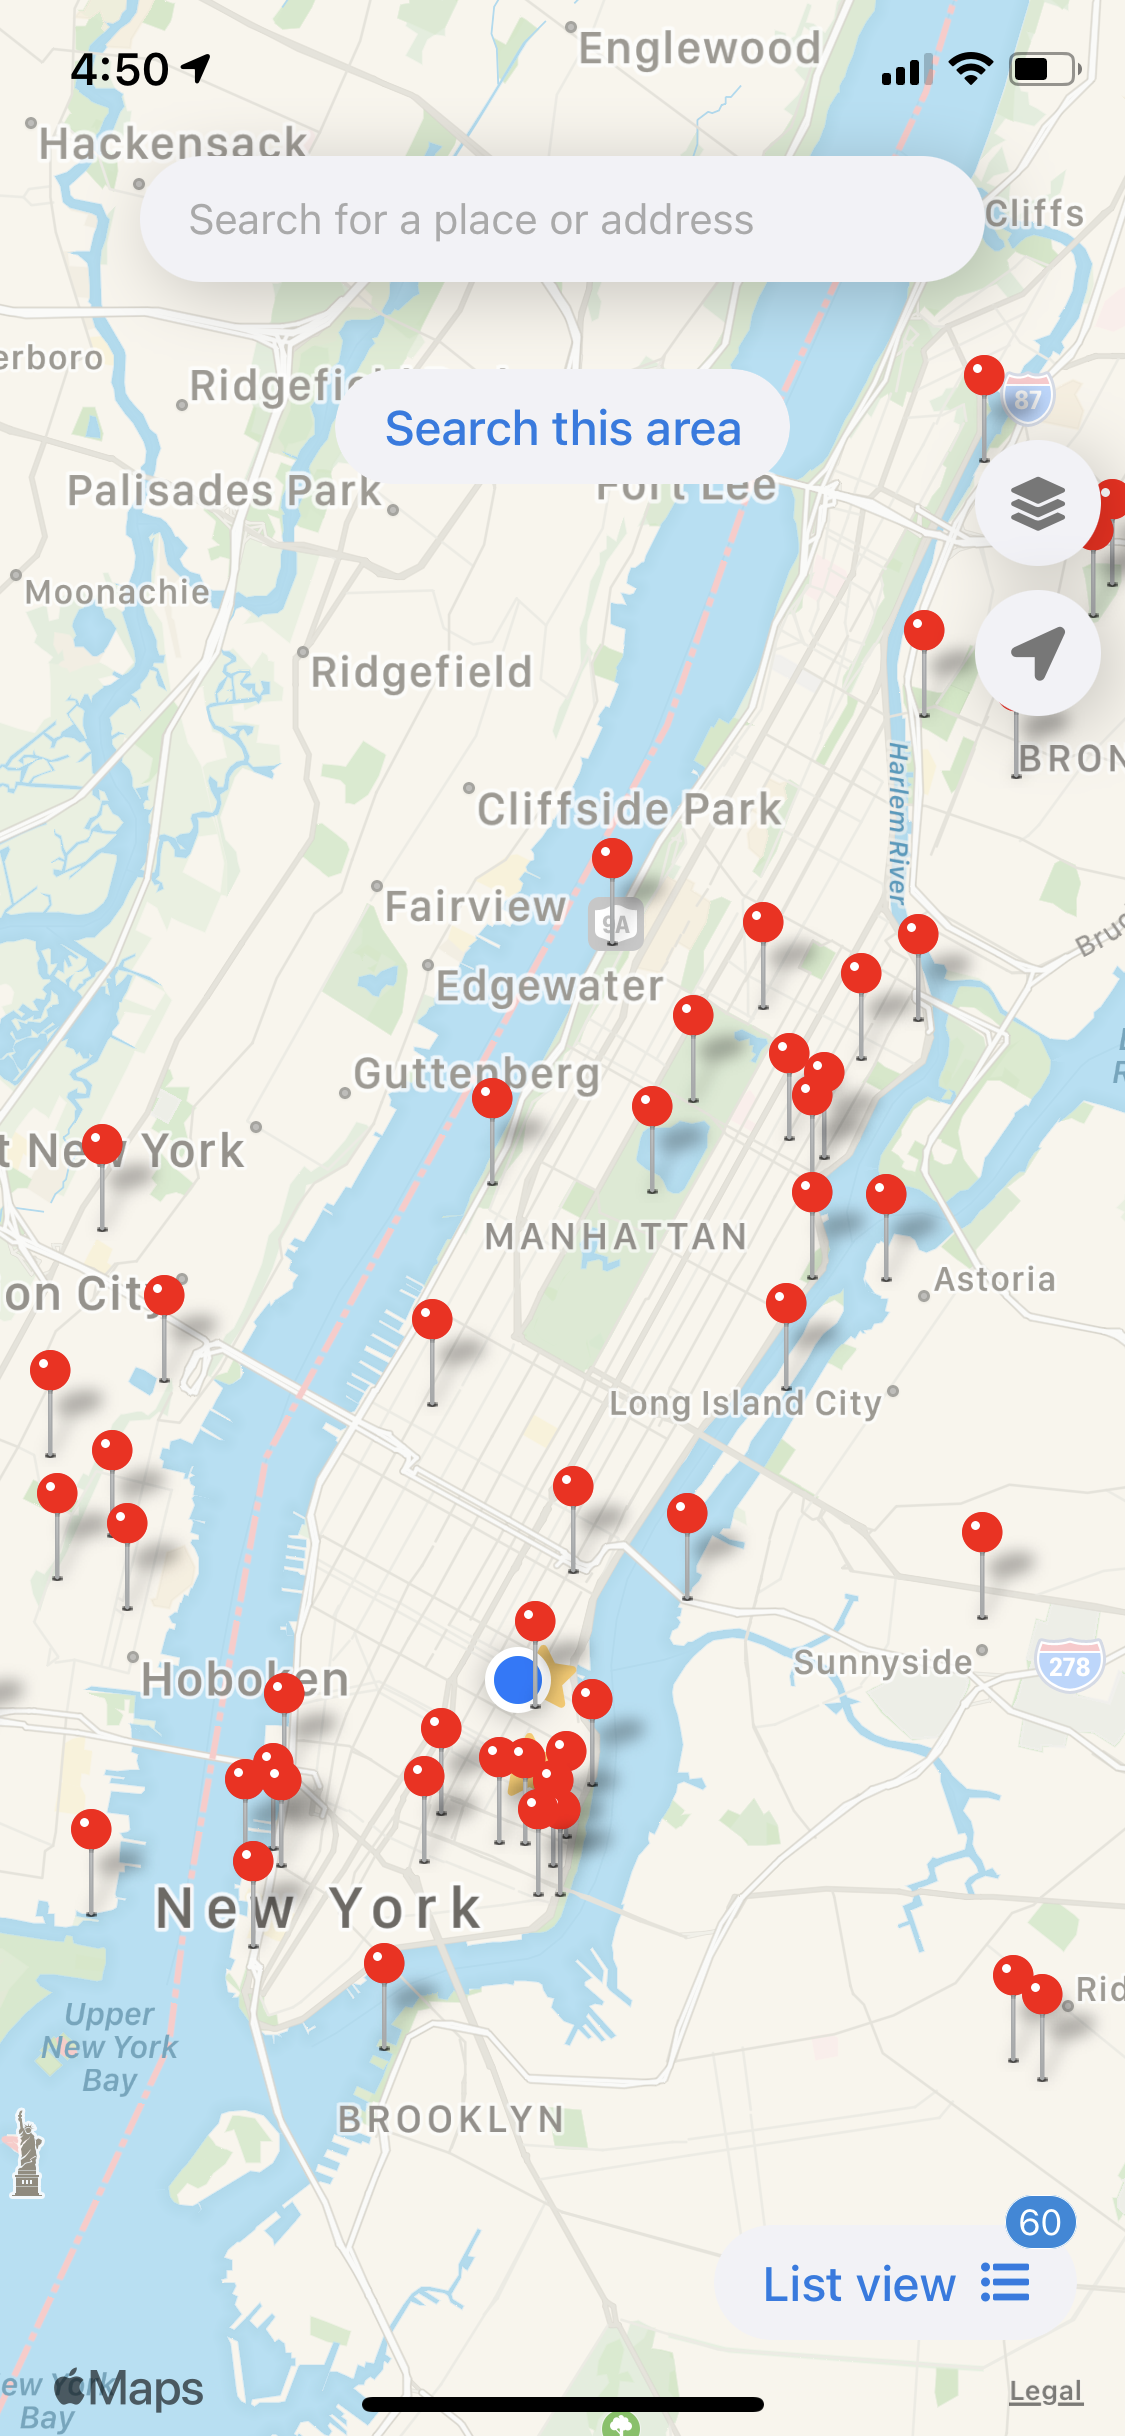 Englewood
4:50
Hackensack
Search for a place or address
Cliffs
erboro
Ridgefi
87
Search this area
Palisades Park
Fort Lee
Moonachie
Ridgefield
BRON
Harlem River
Cliffside Park
Fairview
9A
Bruc
Edgewater
Guttenberg
t New York
MANHATTAN
on City
Astoria
Long Island City
Hoboken
Sunnyside
278
New York
Rid
Upper
New York
Bay
BROOKLYN
60
List view
ew York
Maps
Legal
Bay